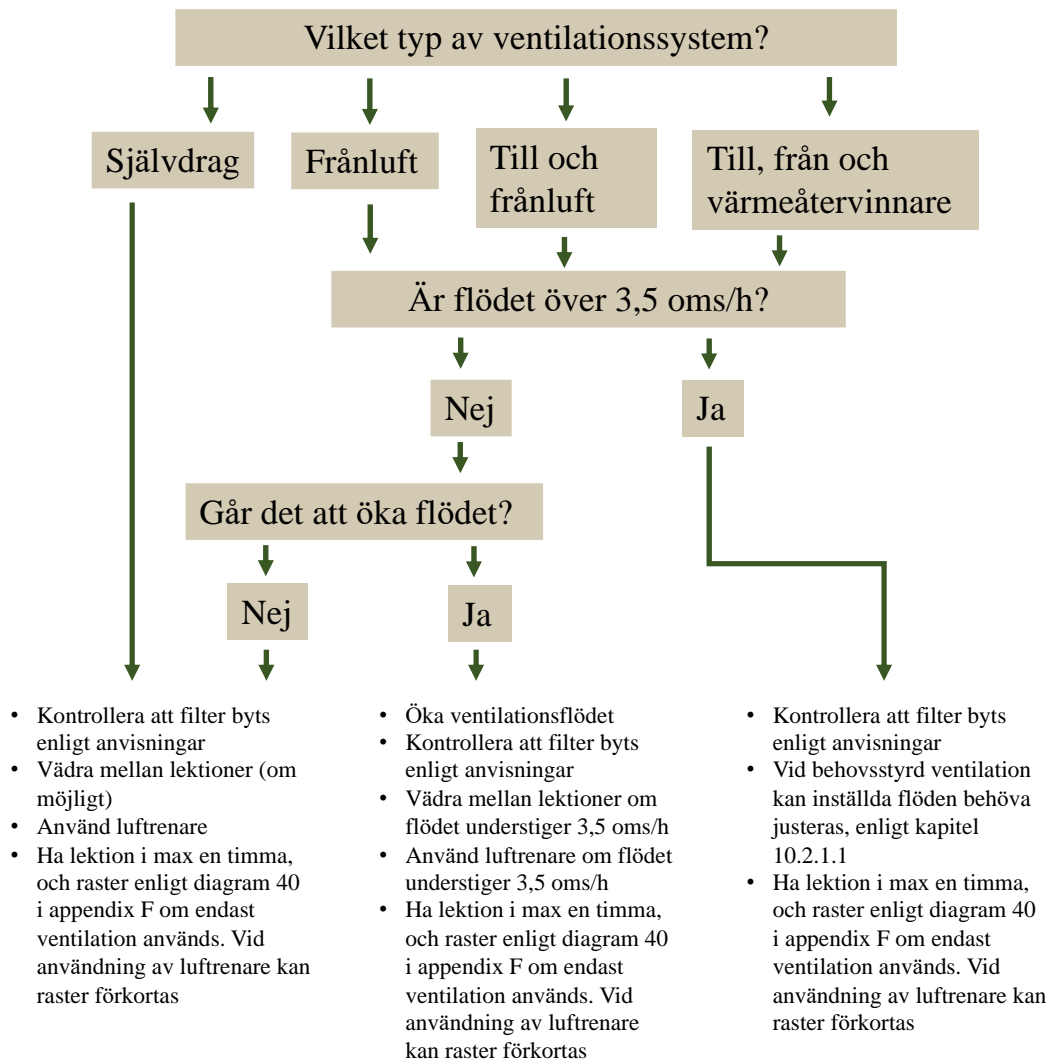 Vilket typ av ventilationssystem?
Självdrag
Frånluft
Till och
frånluft
Till, från och
värmeåtervinnare
Är flödet över 3,5 oms/h?
Nej
Ja
Går det att öka flödet?
Nej
Ja
• Kontrollera att filter byts
enligt anvisningar
• Vädra mellan lektioner (om
möjligt)
• Använd luftrenare
• Ha lektion i max en timma,
och raster enligt diagram 40
i appendix F om endast
ventilation används. Vid
användning av luftrenare kan
raster förkortas
• Öka ventilationsflödet
• Kontrollera att filter byts
enligt anvisningar
• Vädra mellan lektioner om
flödet understiger 3,5 oms/h
• Använd luftrenare om flödet
understiger 3,5 oms/h
• Ha lektion i max en timma,
och raster enligt diagram 40
i appendix F om endast
ventilation används. Vid
användning av luftrenare
kan raster förkortas
• Kontrollera att filter byts
enligt anvisningar
• Vid behovsstyrd ventilation
kan inställda flöden behöva
justeras, enligt kapitel
10.2.1.1
• Ha lektion i max en timma,
och raster enligt diagram 40
i appendix F om endast
ventilation används. Vid
användning av luftrenare kan
raster förkortas